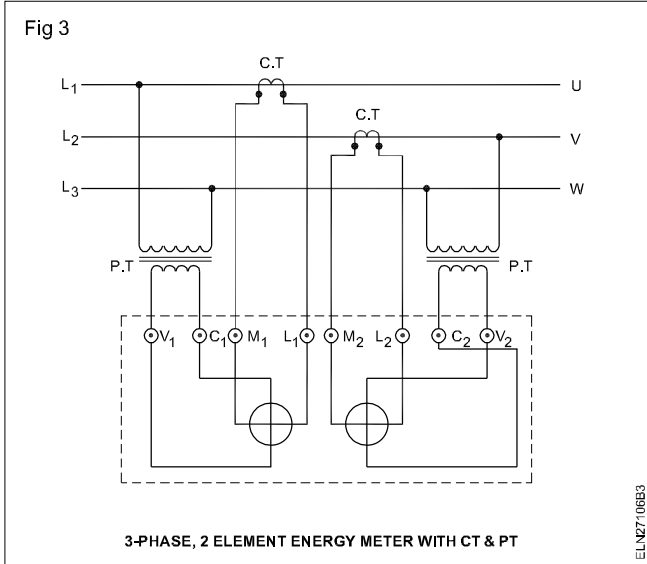 Fig 3
C.T
L1 U
C.T
L2 V
L3 W
P.T P.T
V1 C1 M1 L1 M2 L2 C2 V2
3-PHASE, 2 ELEMENT ENERGY METER WITH CT & PT
ELN27106B3